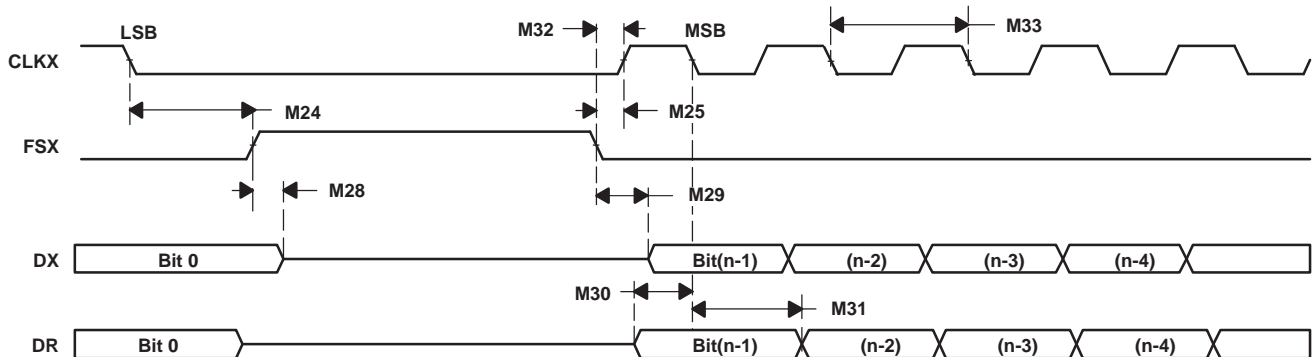 LSB
M32
MSB
M33
CLKX
M24
M25
FSX
M28
M29
DX
Bit 0
Bit(n-1)
(n-2)
(n-3)
(n-4)
M30
M31
DR
Bit 0
Bit(n-1)
(n-2)
(n-3)
(n-4)